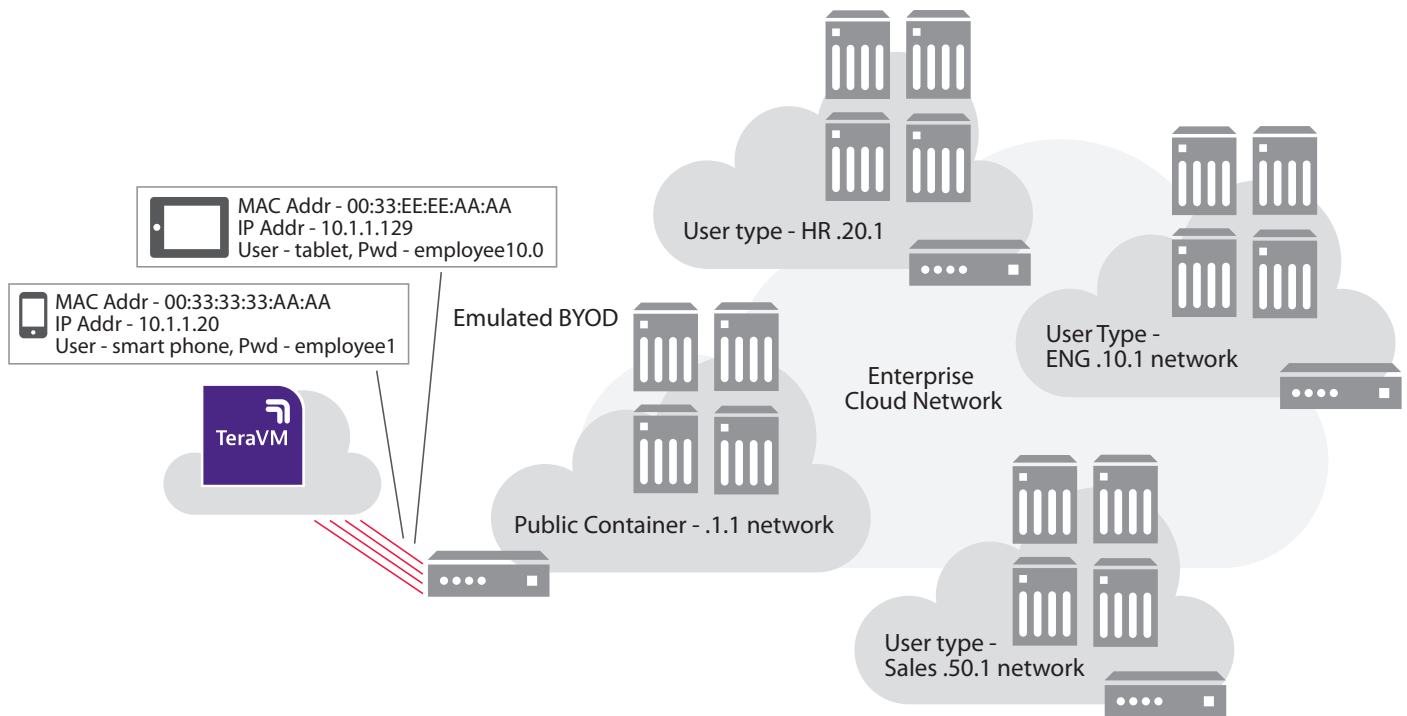 User type - HR .20.1
MAC Addr - 00:33:EE:EE:AA:AA
IP Addr - 10.1.1.129
User - tablet, Pwd - employee10.0
MAC Addr - 00:33:33:33:AA:AA
IP Addr - 10.1.1.20
User - smart phone, Pwd - employee1
Emulated BYOD
User Type -
ENG .10.1 network
Enterprise
Cloud Network
TeraVM
Public Container - .1.1 network
User type -
Sales .50.1 network